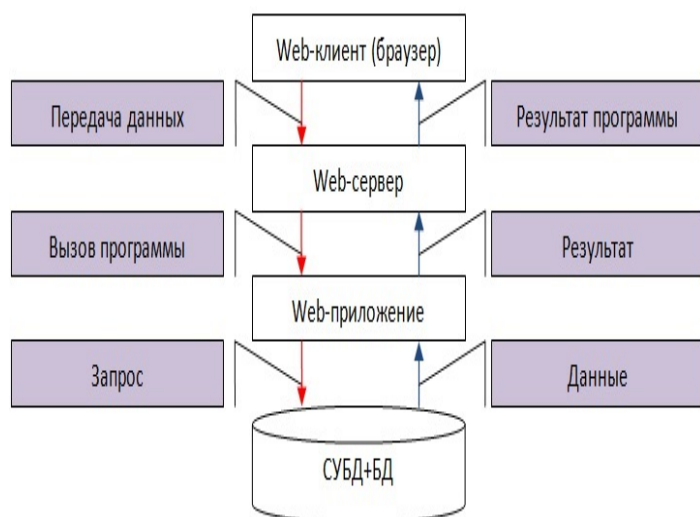 Web-клиент (браузер)
Передача данных
Результат программы
Web-сервер
Вызов программы
Результат
Web-приложение
Запрос
Данные
СУБД+БД